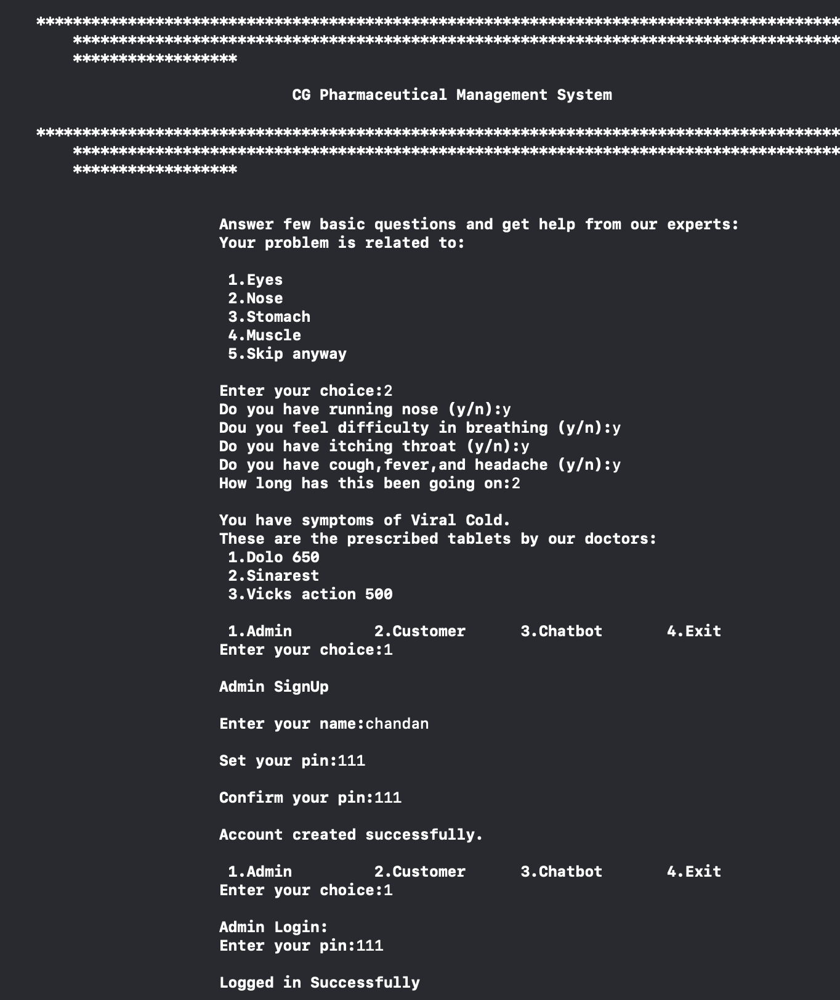 ****************************************************************************************
****************************************************************************************
******************
CG Pharmaceutical Management System
****************************************************************************************
****************************************************************************************
******************
Answer few basic questions and get help from our experts:
Your problem is related to:
1.Eyes
2.Nose
3.Stomach
4.Muscle
5.Skip anyway
Enter your choice:2
Do you have running nose (y/n):y
Dou you feel difficulty in breathing (y/n):y
Do you have itching throat (y/n):y
Do you have cough,fever,and headache (y/n):y
How long has this been going on:2
You have symptoms of Viral Cold.
These are the prescribed tablets by our doctors:
1.Dolo 650
2.Sinarest
3.Vicks action 500
1.Admin 2.Customer 3.Chatbot 4.Exit
Enter your choice:1
Admin SignUp
Enter your name:chandan
Set your pin:111
Confirm your pin:111
Account created successfully.
1.Admin 2.Customer 3.Chatbot 4.Exit
Enter your choice:1
Admin Login:
Enter your pin:111
Logged in Successfully